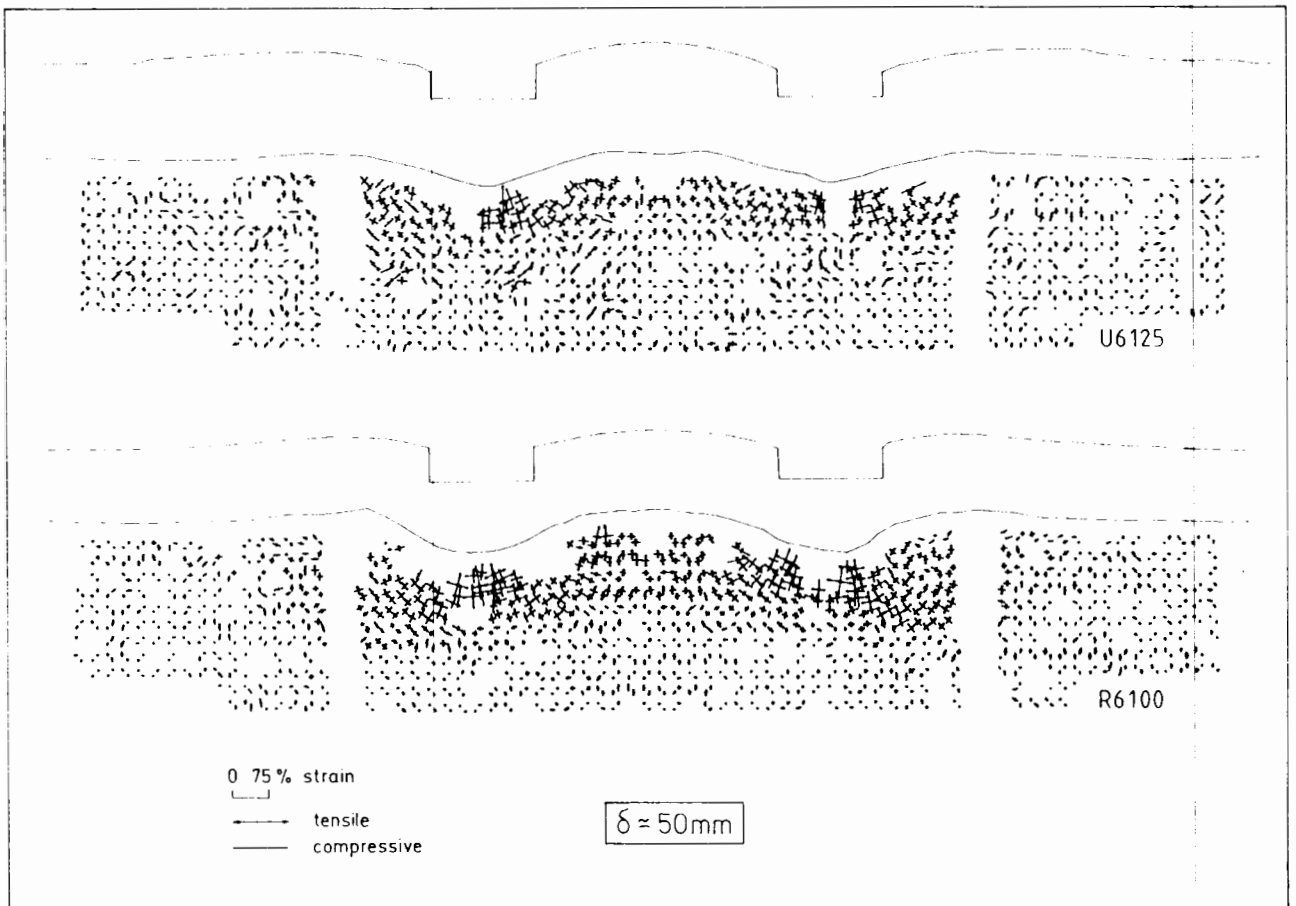 U6125
R6100
0 75% strain
tensile
compressive
δ ≃ 50mm